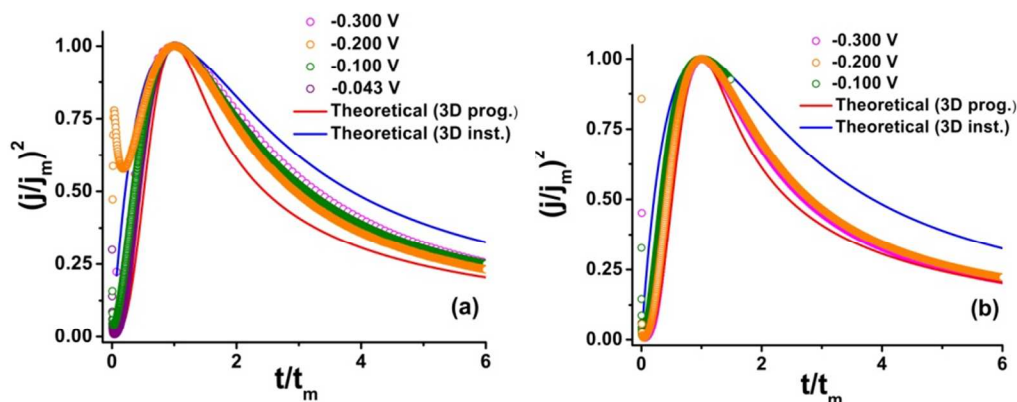 -0.300 V
-0.200 V
-0.100 V
-0.043 V
Theoretical (3D prog.)
Theoretical (3D inst.)
1.00
0.75
0.50
0.25
0.00
(j/jm)2
(a)
0 2 4 6
t/tm
-0.300 V
-0.200 V
-0.100 V
Theoretical (3D prog.)
Theoretical (3D inst.)
1.00
0.75
0.50
0.25
0.00
(j/jm)2
(b)
0 2 4 6
t/tm